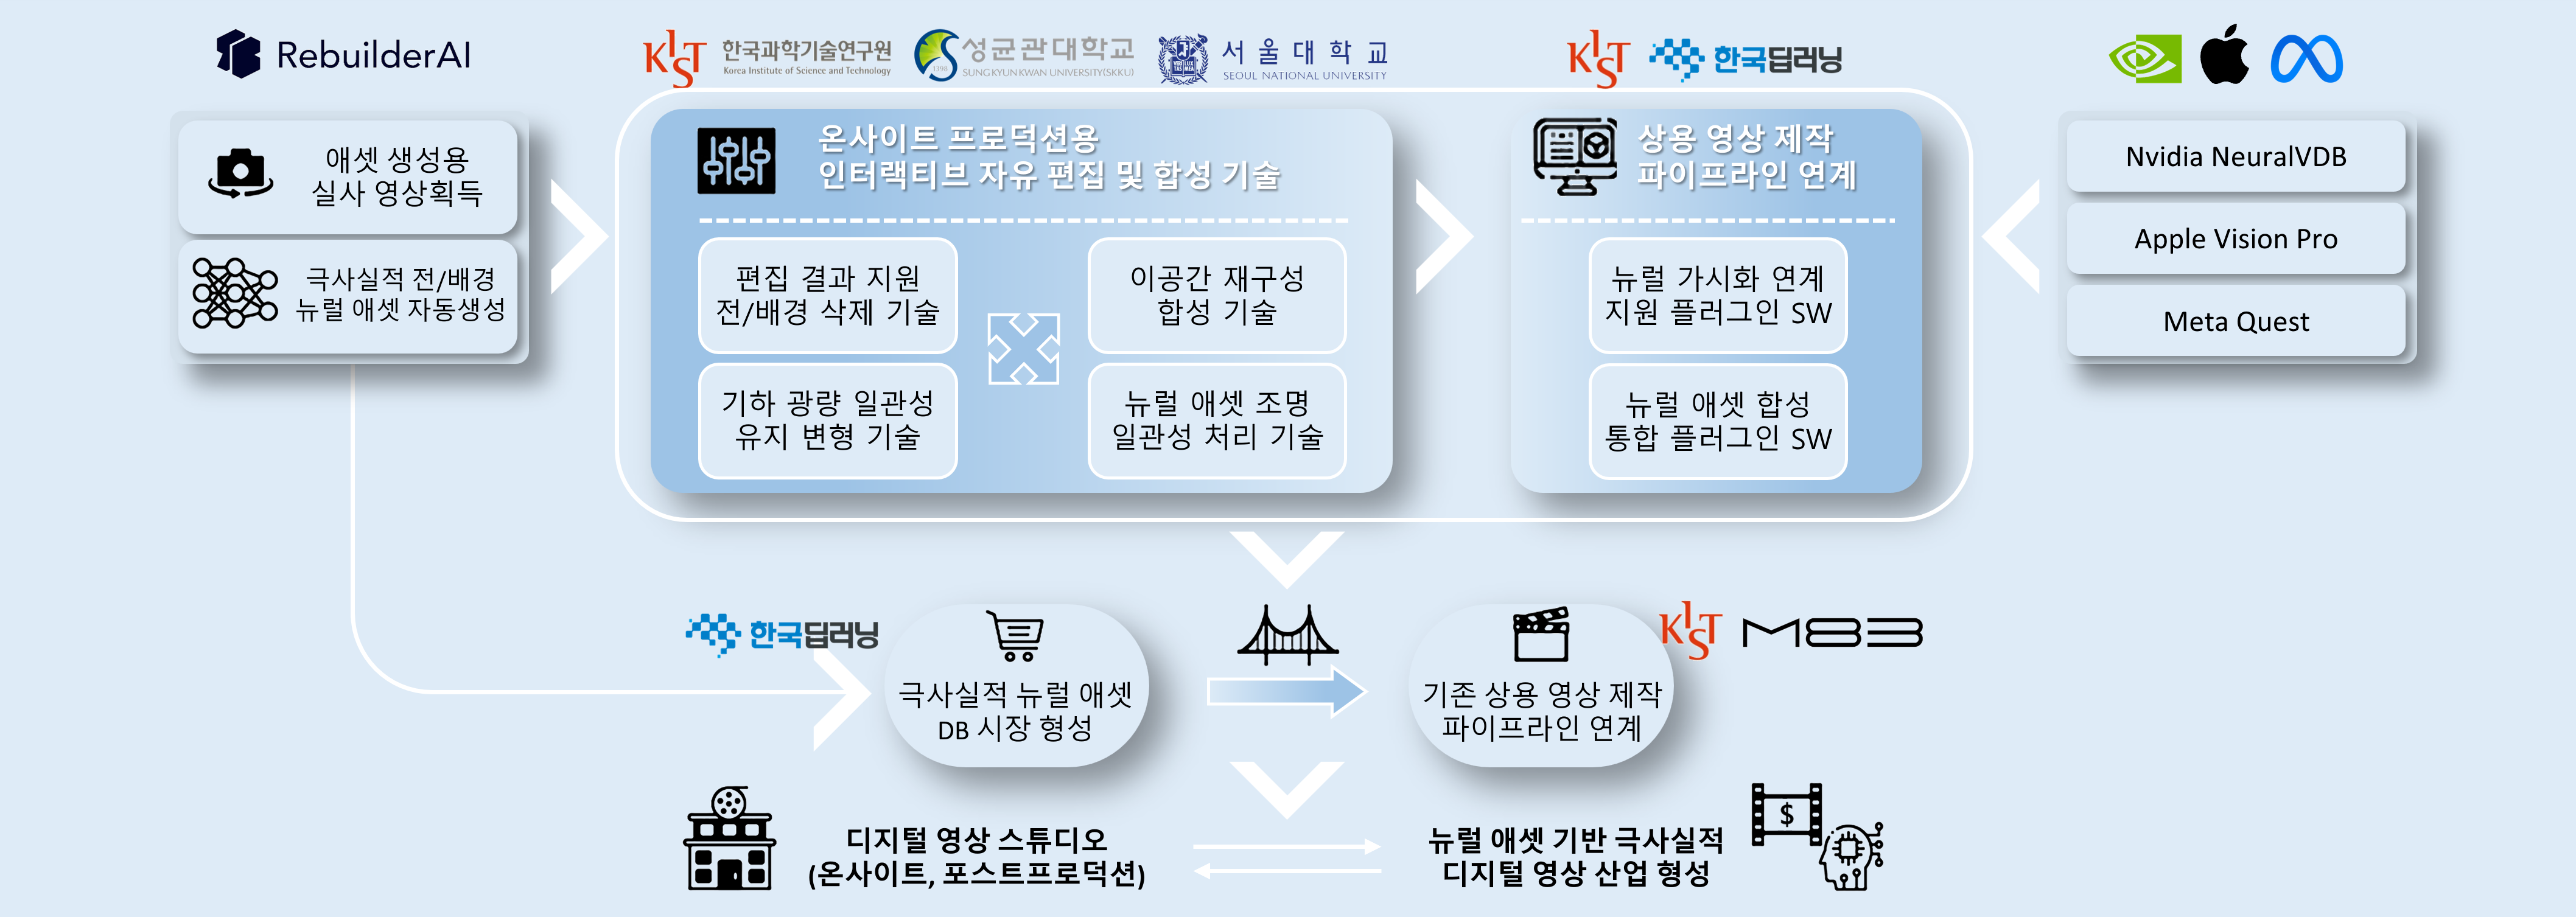 RebuilderAI
애셋 생성용
실사 영상획득
극사실적 전/배경
뉴럴 애셋 자동생성
KIST 한국과학기술연구원
Korea Institute of Science and Technology
성균관대학교
SUNG KYUN KWAN UNIVERSITY(SKKU)
1398
서울대학교
SEOUL NATIONAL UNIVERSITY
온사이트 프로덕션용
인터랙티브 자유 편집 및 합성 기술
편집 결과 지원
전/배경 삭제 기술
이공간 재구성
합성 기술
기하 광량 일관성
유지 변형 기술
뉴럴 애셋 조명
일관성 처리 기술
KIST 한국딥러닝
상용 영상 제작
파이프라인 연계
뉴럴 가시화 연계
지원 플러그인 SW
뉴럴 애셋 합성
통합 플러그인 SW
Nvidia NeuralVDB
Apple Vision Pro
Meta Quest
한국딥러닝
극사실적 뉴럴 애셋
DB 시장 형성
기존 상용 영상 제작
파이프라인 연계
KIST M83
디지털 영상 스튜디오
(온사이트, 포스트프로덕션)
뉴럴 애셋 기반 극사실적
디지털 영상 산업 형성
$